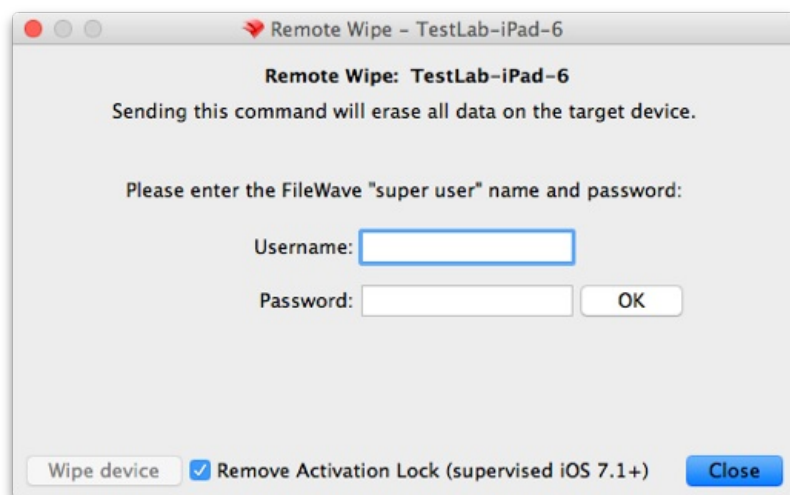 Remote Wipe – TestLab-iPad-6
Remote Wipe: TestLab-iPad-6
Sending this command will erase all data on the target device.
Please enter the FileWave "super user" name and password:
Username:
Password: OK
Wipe device Remove Activation Lock (supervised iOS 7.1+) Close